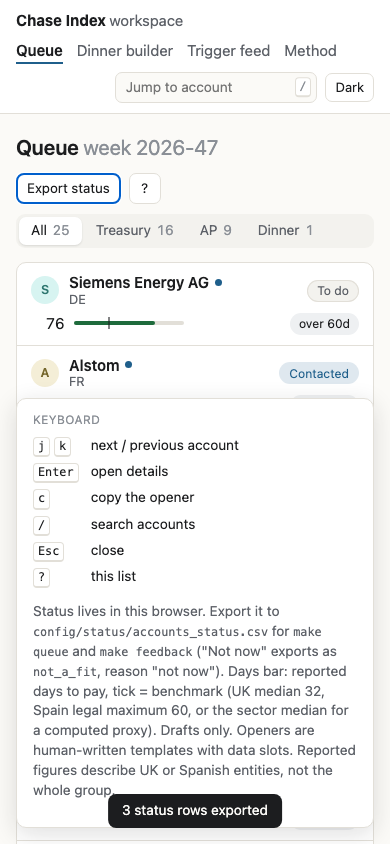 Chase Index workspace
Queue Dinner builder Trigger feed Method
Jump to account / Dark
Queue week 2026-47
Export status ?
All 25 Treasury 16 AP 9 Dinner 1
S Siemens Energy AG To do
DE
76 over 60d
A Alstom Contacted
FR
KEYBOARD
j k next / previous account
Enter open details
c copy the opener
/ search accounts
Esc close
? this list
Status lives in this browser. Export it to
config/status/accounts_status.csv for make
queue and make feedback ("Not now" exports as
not_a_fit, reason "not now"). Days bar: reported
days to pay, tick = benchmark (UK median 32,
Spain legal maximum 60, or the sector median for
a computed proxy). Drafts only. Openers are
human-written templates with data slots. Reported
figures describe UK or Spanish entities, not the
whole group.
3 status rows exported